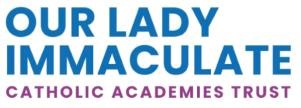 OUR LADY
IMMACULATE
CATHOLIC ACADEMIES TRUST